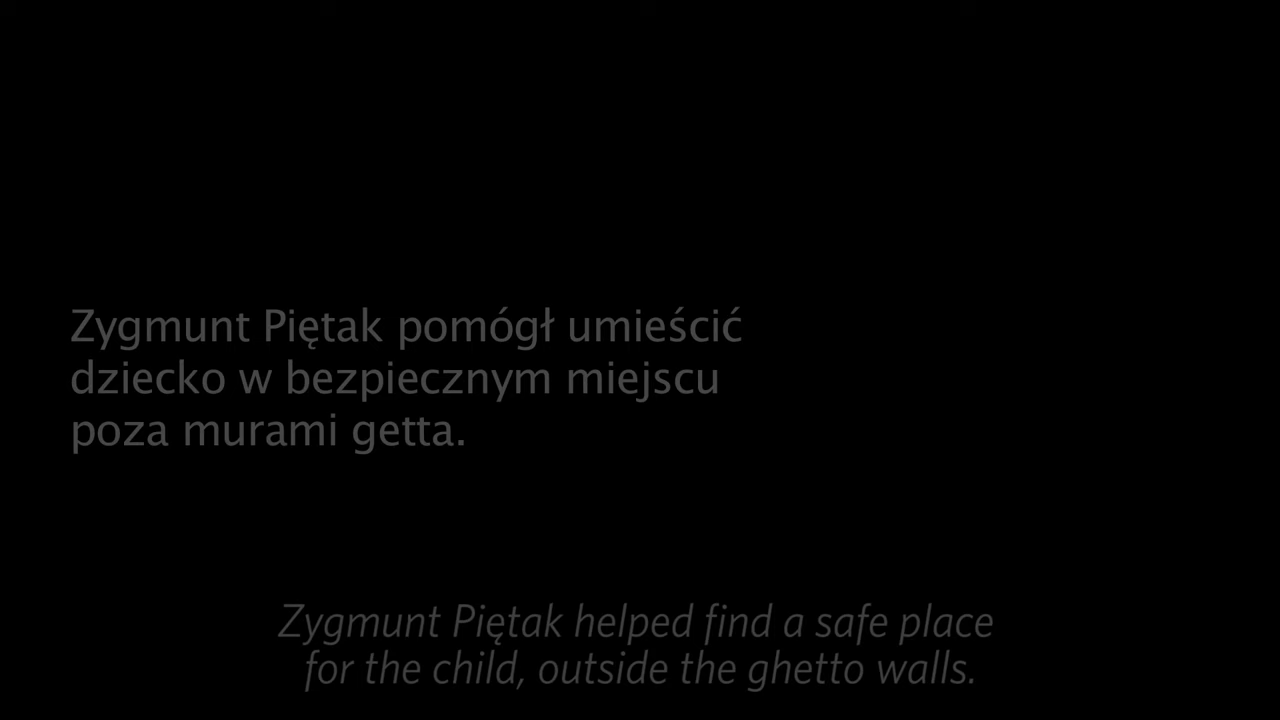 Zygmunt Piętak pomógł umieścić
dziecko w bezpiecznym miejscu
poza murami getta.
Zygmunt Piętak helped find a safe place
for the child, outside the ghetto walls.